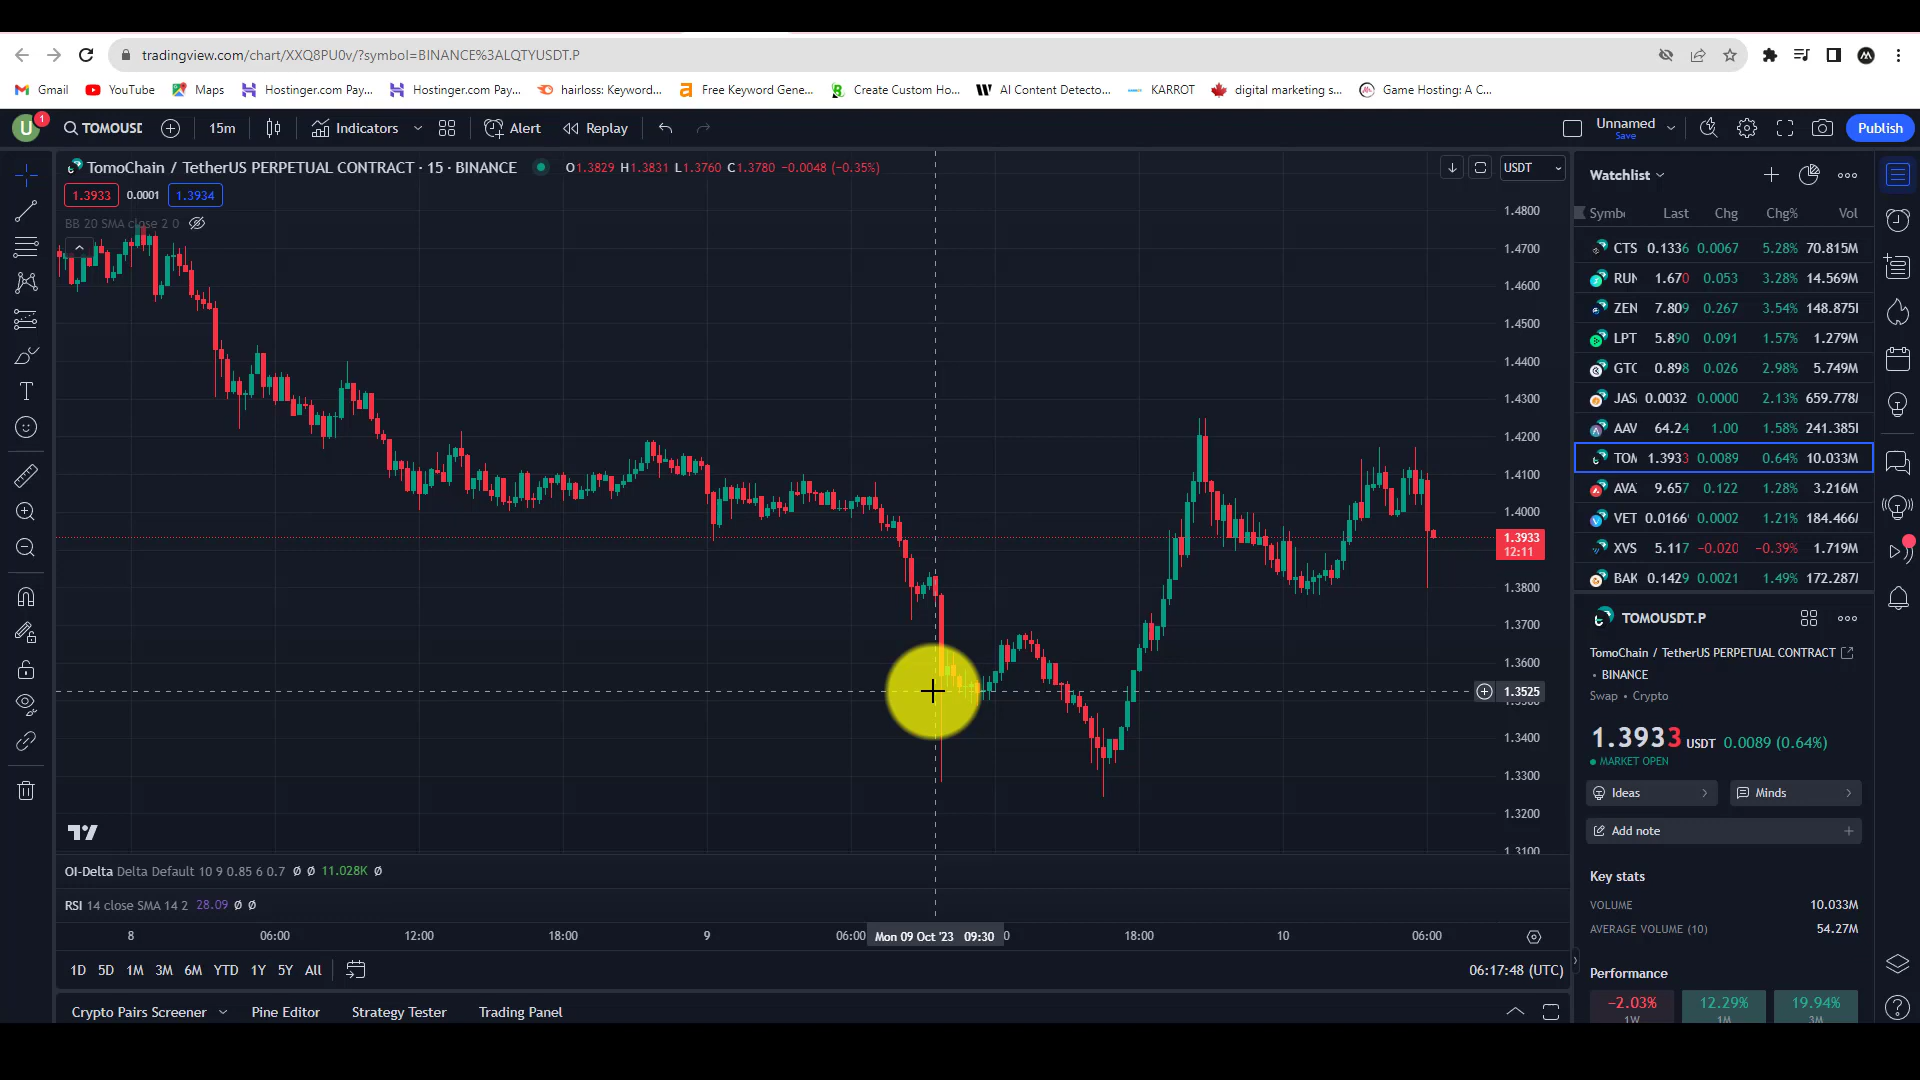 tradingview.com/chart/XXQ8PU0v/?symbol=BINANCE%3ALQTYUSDT.P
Gmail YouTube Maps Hostinger.com Pay... Hostinger.com Pay... hairloss: Keyword... Free Keyword Gene... Create Custom Ho... AI Content Detecto... KARROT digital marketing s... Game Hosting: A C...
U 1 TOMOUSD 15m Indicators Alert Replay Unnamed Save Publish
TomoChain / TetherUS PERPETUAL CONTRACT · 15 · BINANCE O1.3829 H1.3831 L1.3760 C1.3780 −0.0048 (−0.35%) USDT
1.3933 0.0001 1.3934
BB 20 SMA close 2 0
1.4800
1.4700
1.4600
1.4500
1.4400
1.4300
1.4200
1.4100
1.4000
1.3933
12:11
1.3800
1.3700
1.3600
1.3525
1.3400
1.3300
1.3200
1.3100
OI-Delta Delta Default 10 9 0.85 6 0.7 Ø Ø 11.028K Ø
RSI 14 close SMA 14 2 28.09 Ø Ø
8 06:00 12:00 18:00 9 06:00 Mon 09 Oct '23 09:30 18:00 10 06:00
1D 5D 1M 3M 6M YTD 1Y 5Y All 06:17:48 (UTC)
Crypto Pairs Screener Pine Editor Strategy Tester Trading Panel
Watchlist
Symb Last Chg Chg% Vol
CTS 0.1336 0.0067 5.28% 70.815M
RUN 1.670 0.053 3.28% 14.569M
ZEN 7.809 0.267 3.54% 148.875
LPT 5.890 0.091 1.57% 1.279M
GTC 0.898 0.026 2.98% 5.749M
JAS 0.0032 0.0000 2.13% 659.778
AAV 64.24 1.00 1.58% 241.385
TOM 1.3933 0.0089 0.64% 10.033M
AVA 9.657 0.122 1.28% 3.216M
VET 0.0166 0.0002 1.21% 184.466
XVS 5.117 −0.020 −0.39% 1.719M
BAK 0.1429 0.0021 1.49% 172.287
TOMOUSDT.P
TomoChain / TetherUS PERPETUAL CONTRACT
• BINANCE
Swap • Crypto
1.3933 USDT 0.0089 (0.64%)
MARKET OPEN
Ideas Minds
Add note
Key stats
VOLUME 10.033M
AVERAGE VOLUME (10) 54.27M
Performance
−2.03% 12.29% 19.94%
1W 1M 3M